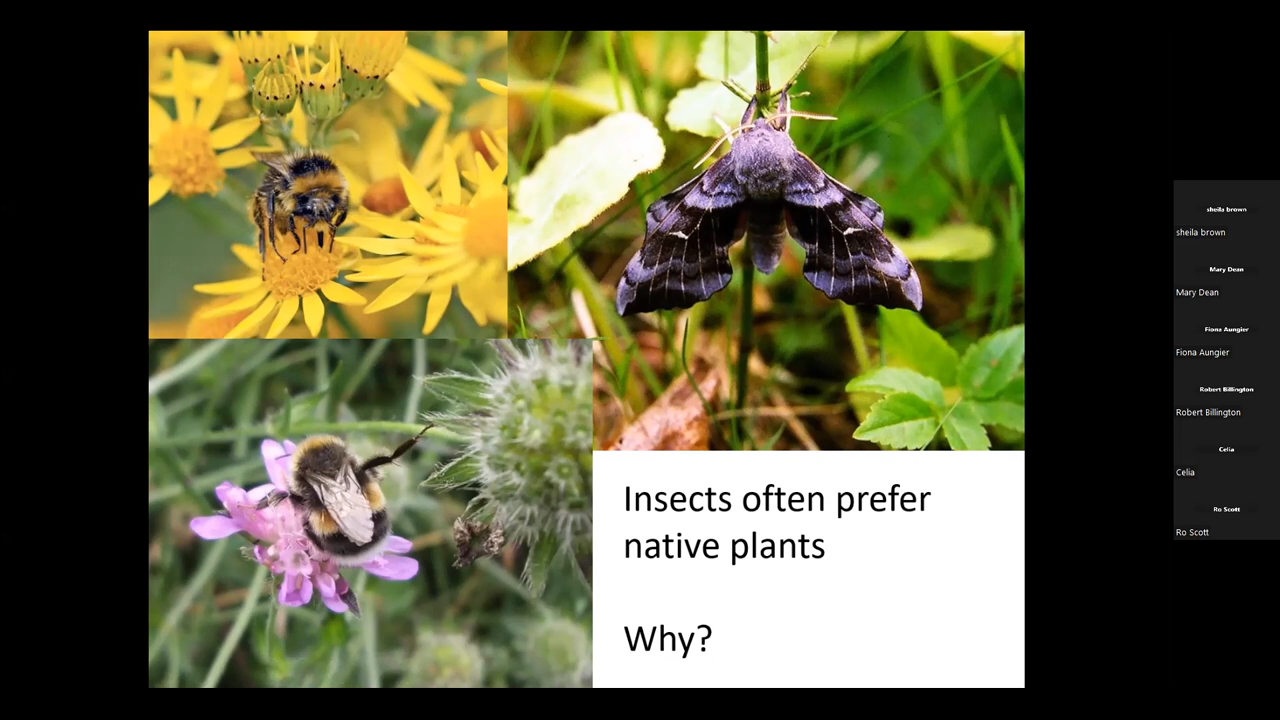 Insects often prefer
native plants
Why?
sheila brown
sheila brown
Mary Dean
Mary Dean
Fiona Aungier
Fiona Aungier
Robert Billington
Robert Billington
Celia
Celia
Ro Scott
Ro Scott